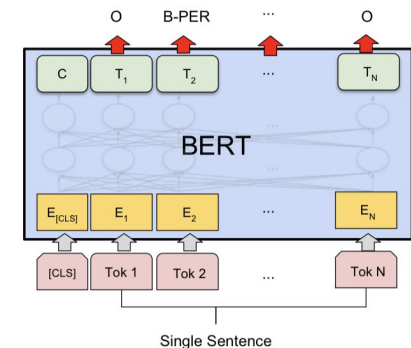 O B-PER ... O
C T1 T2 ... TN
...
BERT
...
E[CLS] E1 E2 ... EN
[CLS] Tok 1 Tok 2 ... Tok N
Single Sentence